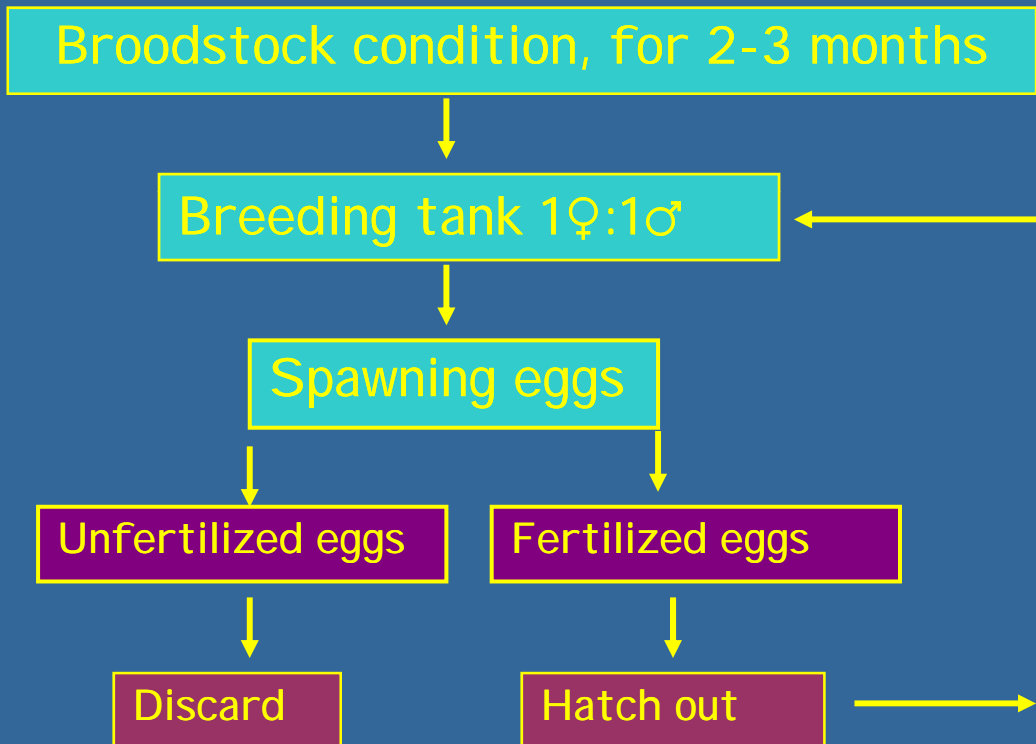 Broodstock condition, for 2-3 months
Breeding tank 1♀:1♂
Spawning eggs
Unfertilized eggs
Fertilized eggs
Discard
Hatch out